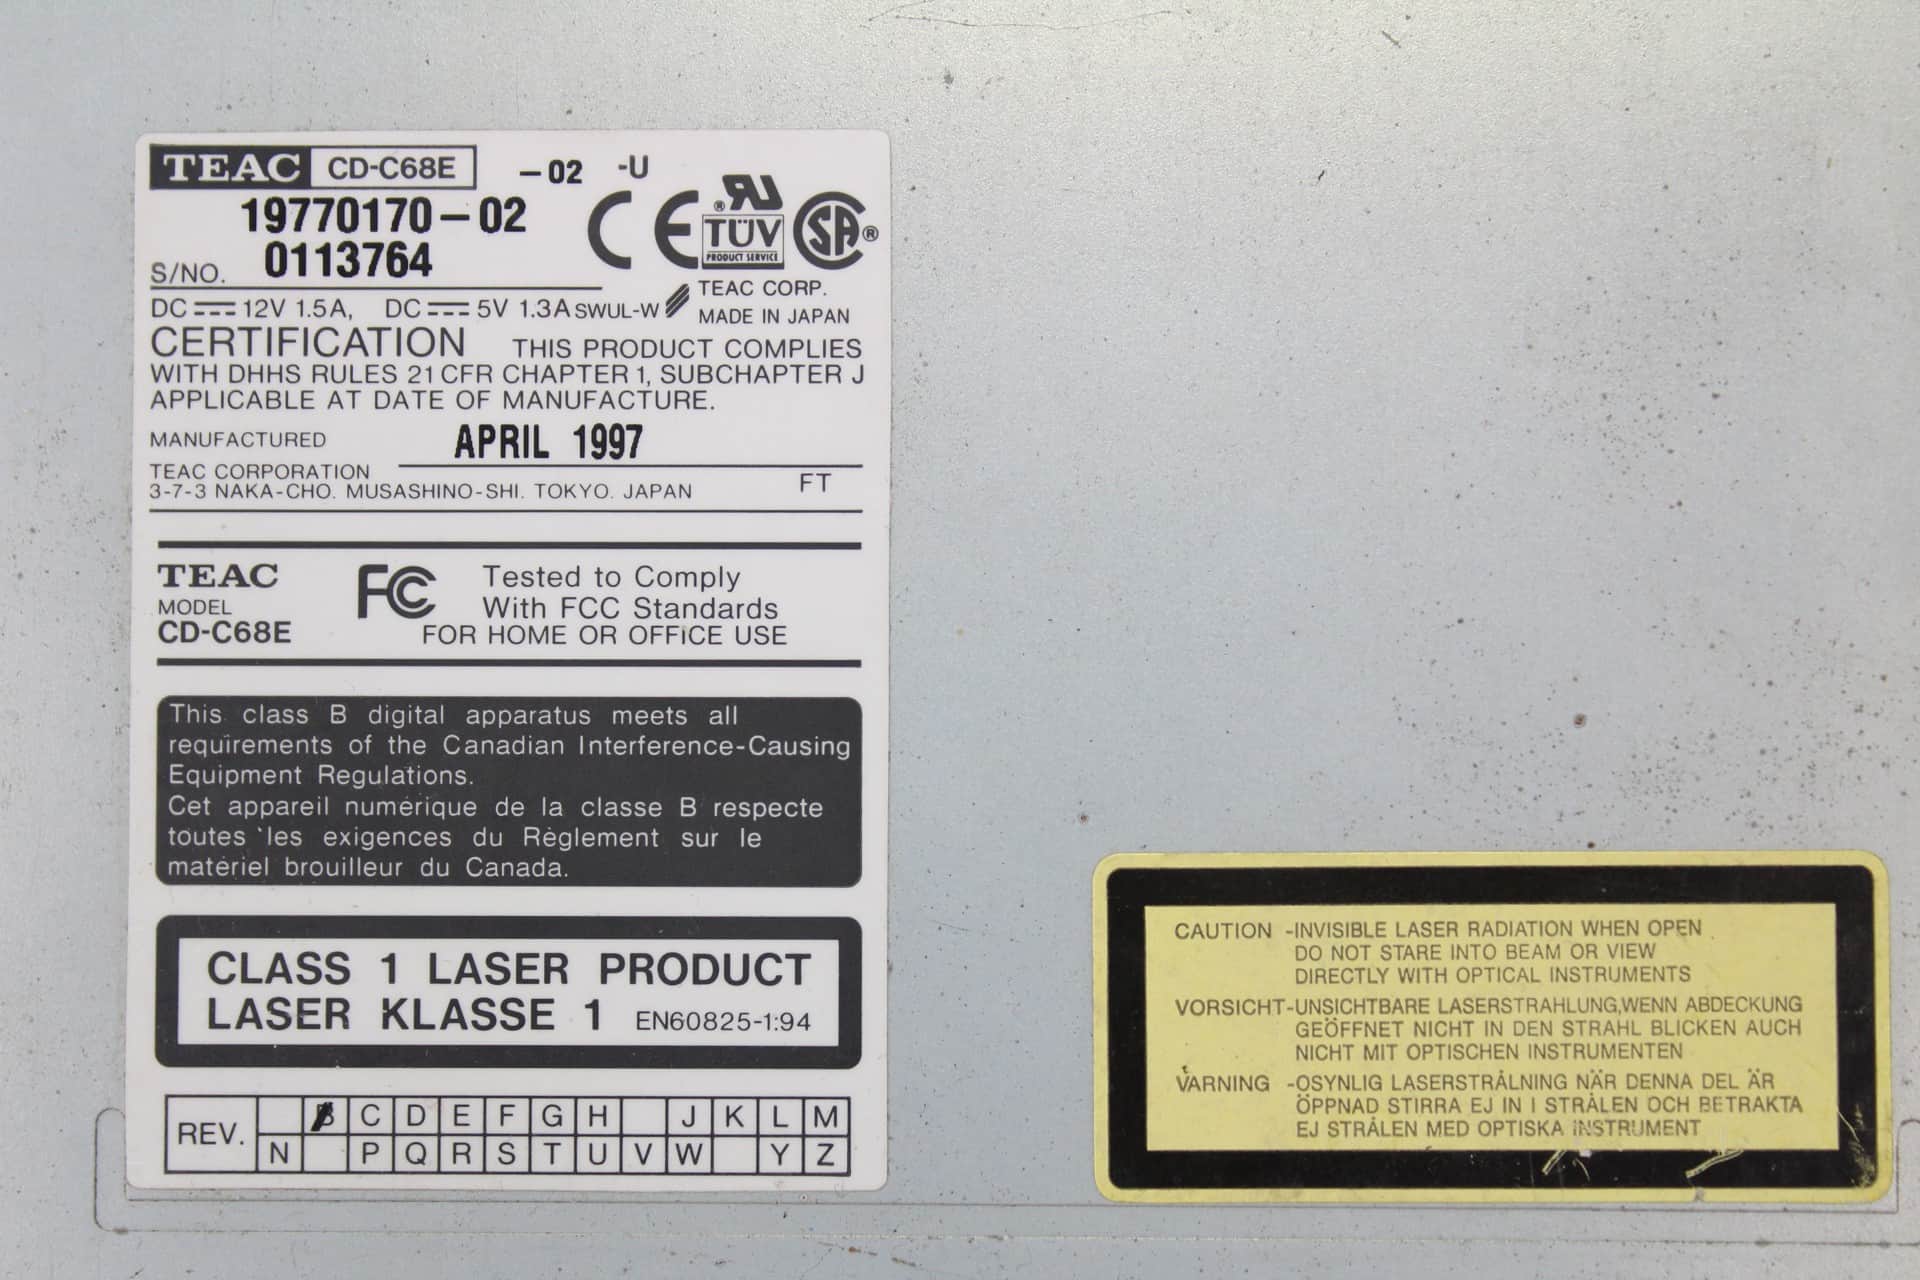 TEAC CD-C68E -02 -U
19770170-02
S/NO. 0113764
CE
TÜV
PRODUCT SERVICE
SA®
DC 12V 1.5A, DC 5V 1.3A SWUL-W
TEAC CORP.
MADE IN JAPAN
CERTIFICATION THIS PRODUCT COMPLIES
WITH DHHS RULES 21 CFR CHAPTER 1, SUBCHAPTER J
APPLICABLE AT DATE OF MANUFACTURE.
MANUFACTURED APRIL 1997
TEAC CORPORATION
3-7-3 NAKA-CHO. MUSASHINO-SHI. TOKYO. JAPAN FT
TEAC
MODEL
CD-C68E
FC
Tested to Comply
With FCC Standards
FOR HOME OR OFFICE USE
This class B digital apparatus meets all
requirements of the Canadian Interference-Causing
Equipment Regulations.
Cet appareil numérique de la classe B respecte
toutes les exigences du Règlement sur le
matériel brouilleur du Canada.
CLASS 1 LASER PRODUCT
LASER KLASSE 1 EN60825-1:94
REV. B C D E F G H J K L M
N P Q R S T U V W Y Z
CAUTION -INVISIBLE LASER RADIATION WHEN OPEN
DO NOT STARE INTO BEAM OR VIEW
DIRECTLY WITH OPTICAL INSTRUMENTS
VORSICHT-UNSICHTBARE LASERSTRAHLUNG,WENN ABDECKUNG
GEÖFFNET NICHT IN DEN STRAHL BLICKEN AUCH
NICHT MIT OPTISCHEN INSTRUMENTEN
VARNING -OSYNLIG LASERSTRÅLNING NÄR DENNA DEL ÄR
ÖPPNAD STIRRA EJ IN I STRÅLEN OCH BETRAKTA
EJ STRÅLEN MED OPTISKA INSTRUMENT